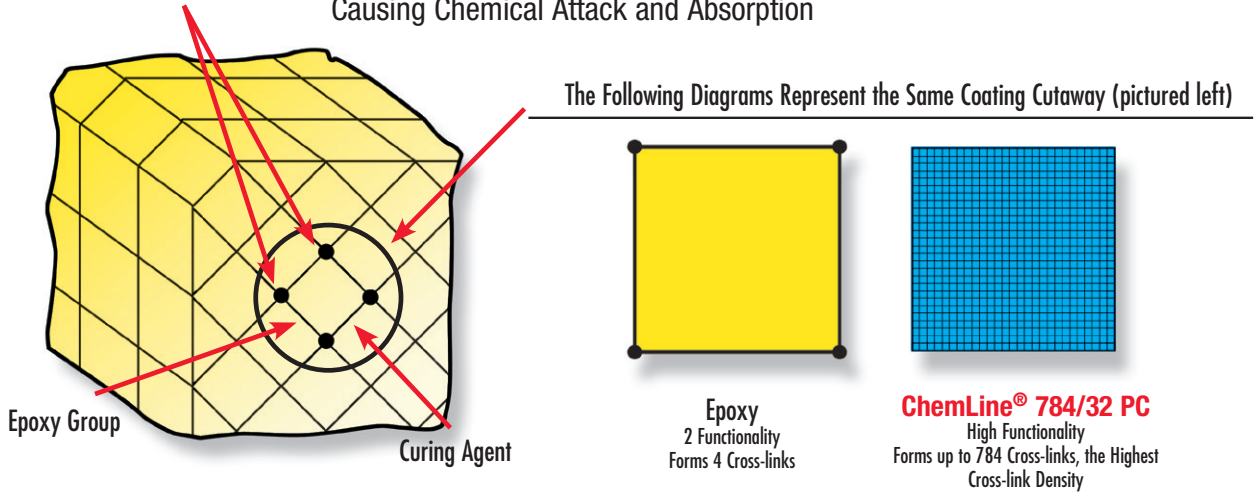 Causing Chemical Attack and Absorption
The Following Diagrams Represent the Same Coating Cutaway (pictured left)
Epoxy Group
Curing Agent
Epoxy
2 Functionality
Forms 4 Cross-links
ChemLine® 784/32 PC
High Functionality
Forms up to 784 Cross-links, the Highest
Cross-link Density